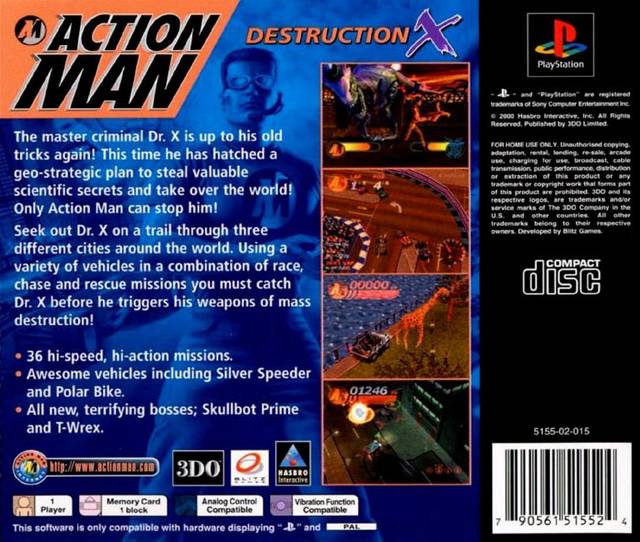 ACTION MAN
DESTRUCTION X
The master criminal Dr. X is up to his old
tricks again! This time he has hatched a
geo-strategic plan to steal valuable
scientific secrets and take over the world!
Only Action Man can stop him!
Seek out Dr. X on a trail through three
different cities around the world. Using a
variety of vehicles in a combination of race,
chase and rescue missions you must catch
Dr. X before he triggers his weapons of mass
destruction!
• 36 hi-speed, hi-action missions.
• Awesome vehicles including Silver Speeder
and Polar Bike.
• All new, terrifying bosses; Skullbot Prime
and T-Wrex.
00000
01246
http://www.actionman.com
3DO
BLITZ
GAMES
HASBRO
Interactive
1
Player
Memory Card
1 block
Analog Control
Compatible
Vibration Function
Compatible
This software is only compatible with hardware displaying " " and PAL
PlayStation
" " and "PlayStation" are registered
trademarks of Sony Computer Entertainment Inc.
© 2000 Hasbro Interactive, Inc. All Rights
Reserved. Published by 3DO Limited.
FOR HOME USE ONLY. Unauthorised copying,
adaptation, rental, lending, re-sale, arcade
use, charging for use, broadcast, cable
transmission, public performance, distribution
or extraction of this product or any
trademark or copyright work that forms part
of this product are prohibited. 3DO and its
respective logos, are trademarks and/or
service marks of The 3DO Company in the
U.S. and other countries. All other
trademarks belong to their respective
owners. Developed by Blitz Games.
COMPACT
disc
5155-02-015
7 90561 51552 4